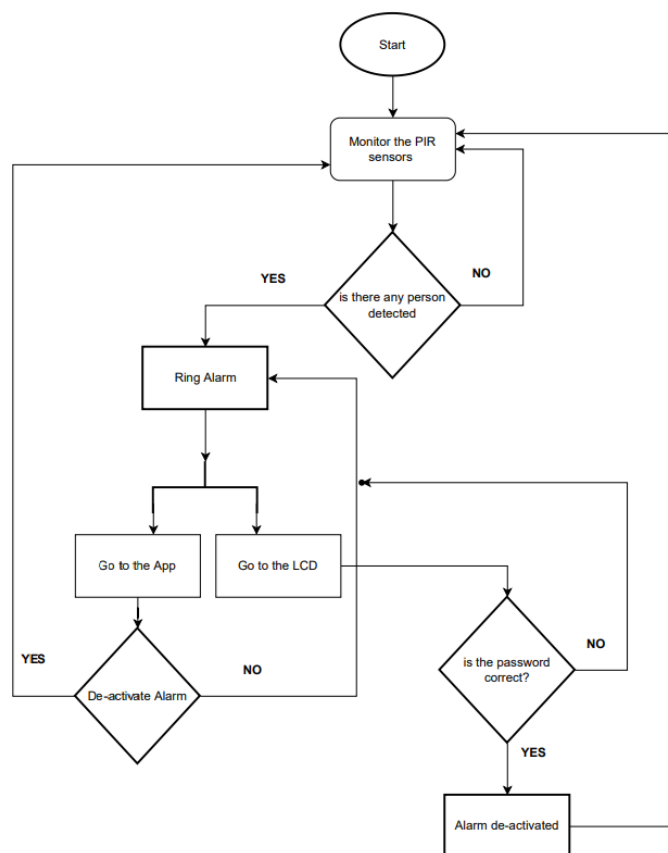 Start
Monitor the PIR
sensors
YES
NO
is there any person
detected
Ring Alarm
Go to the App
Go to the LCD
YES
NO
De-activate Alarm
NO
is the password
correct?
YES
Alarm de-activated